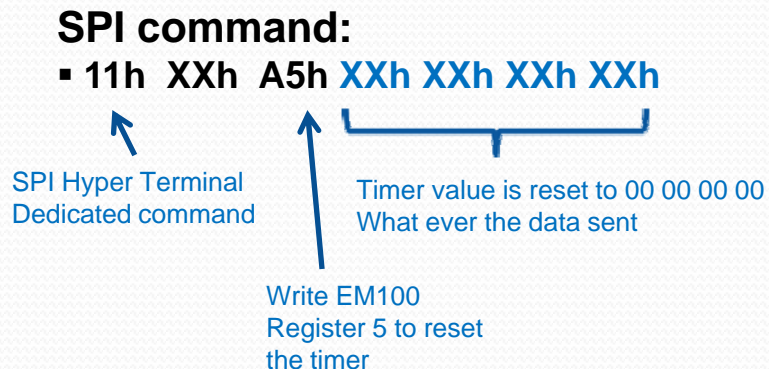 SPI command:
▪ 11h XXh A5h XXh XXh XXh XXh
SPI Hyper Terminal
Dedicated command
Timer value is reset to 00 00 00 00
What ever the data sent
Write EM100
Register 5 to reset
the timer